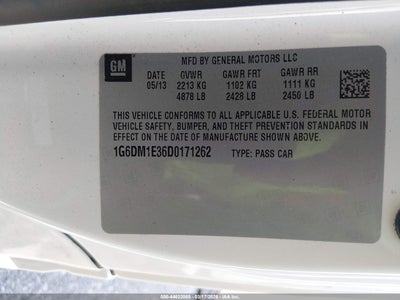 GM
MFD BY GENERAL MOTORS LLC
DATE GVWR GAWR FRT GAWR RR
05/13 2213 KG 1102 KG 1111 KG
4878 LB 2428 LB 2450 LB
THIS VEHICLE CONFORMS TO ALL APPLICABLE U.S. FEDERAL MOTOR
VEHICLE SAFETY, BUMPER, AND THEFT PREVENTION STANDARDS
IN EFFECT ON THE DATE OF MANUFACTURE SHOWN ABOVE.
1G6DM1E36D0171262 TYPE: PASS CAR